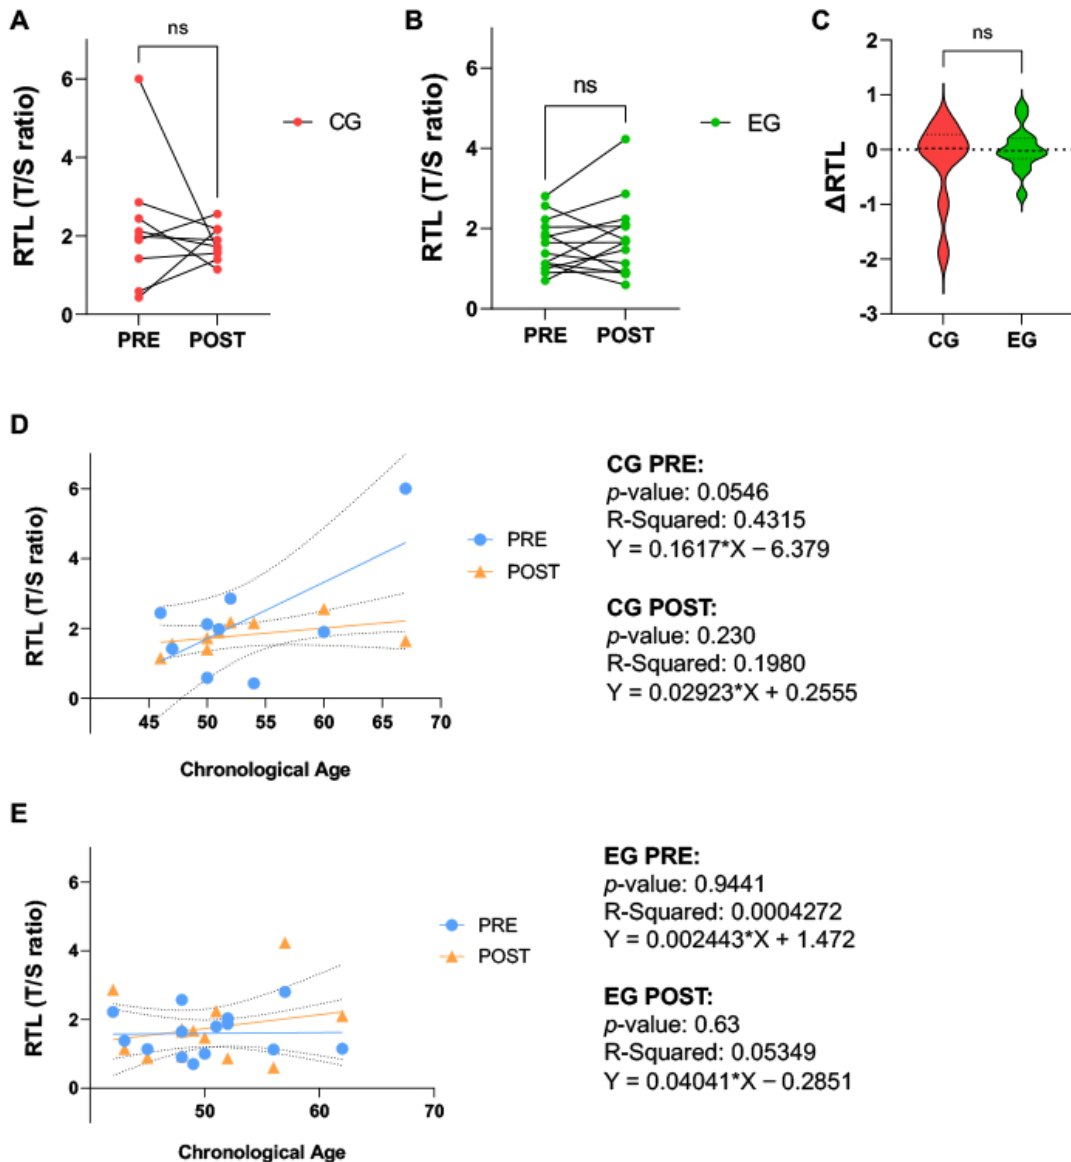 A
ns
RTL (T/S ratio)
6
4
2
0
PRE
POST
CG
B
ns
RTL (T/S ratio)
6
4
2
0
PRE
POST
EG
C
ns
ΔRTL
2
1
0
-1
-2
-3
CG
EG
D
RTL (T/S ratio)
6
4
2
0
45
50
55
60
65
70
Chronological Age
PRE
POST
CG PRE:
p-value: 0.0546
R-Squared: 0.4315
Y = 0.1617*X − 6.379
CG POST:
p-value: 0.230
R-Squared: 0.1980
Y = 0.02923*X + 0.2555
E
RTL (T/S ratio)
6
4
2
0
50
60
70
Chronological Age
PRE
POST
EG PRE:
p-value: 0.9441
R-Squared: 0.0004272
Y = 0.002443*X + 1.472
EG POST:
p-value: 0.63
R-Squared: 0.05349
Y = 0.04041*X − 0.2851